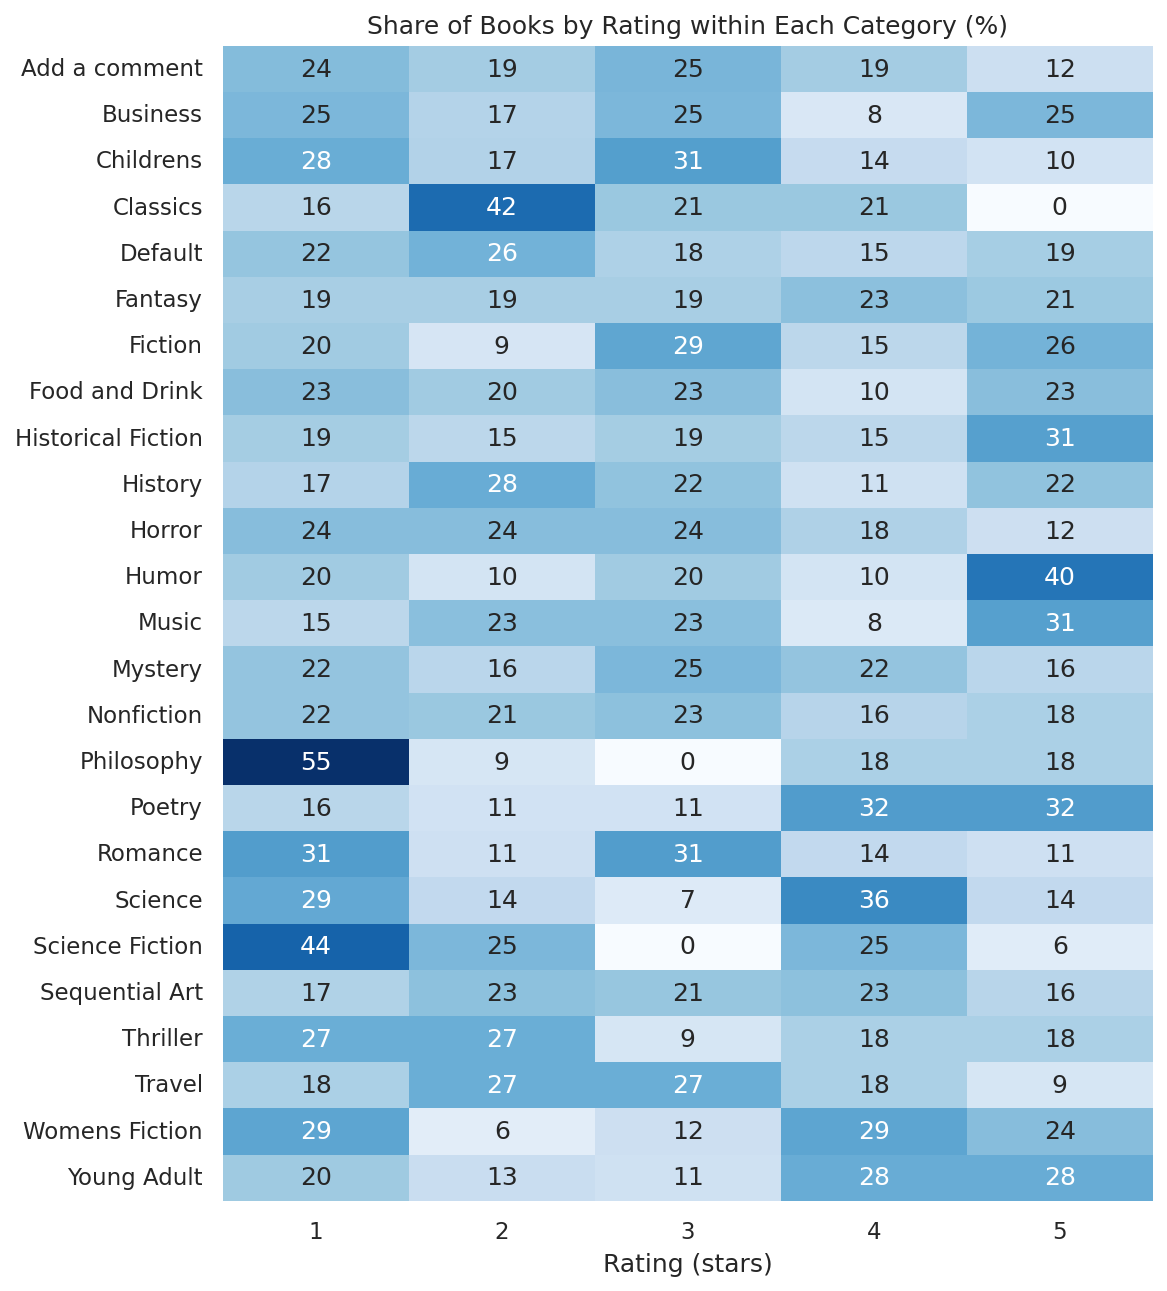 Share of Books by Rating within Each Category (%)
Add a comment 24 19 25 19 12
Business 25 17 25 8 25
Childrens 28 17 31 14 10
Classics 16 42 21 21 0
Default 22 26 18 15 19
Fantasy 19 19 19 23 21
Fiction 20 9 29 15 26
Food and Drink 23 20 23 10 23
Historical Fiction 19 15 19 15 31
History 17 28 22 11 22
Horror 24 24 24 18 12
Humor 20 10 20 10 40
Music 15 23 23 8 31
Mystery 22 16 25 22 16
Nonfiction 22 21 23 16 18
Philosophy 55 9 0 18 18
Poetry 16 11 11 32 32
Romance 31 11 31 14 11
Science 29 14 7 36 14
Science Fiction 44 25 0 25 6
Sequential Art 17 23 21 23 16
Thriller 27 27 9 18 18
Travel 18 27 27 18 9
Womens Fiction 29 6 12 29 24
Young Adult 20 13 11 28 28
1 2 3 4 5
Rating (stars)